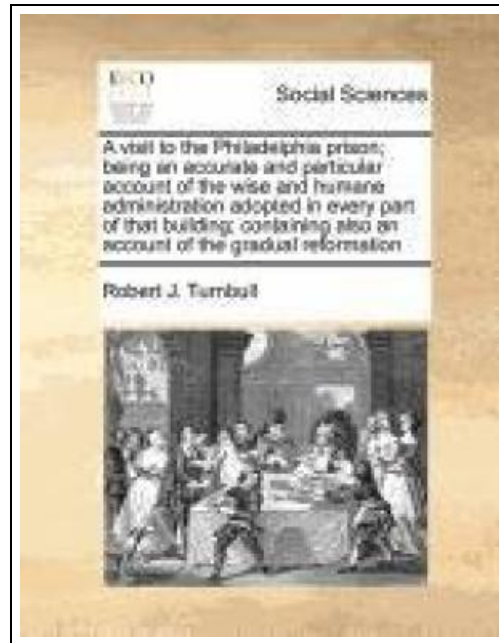 ECCO
Social Sciences
A visit to the Philadelphia prison;
being an accurate and particular
account of the wise and humane
administration adopted in every part
of that building; containing also an
account of the gradual reformation
Robert J. Turnbull